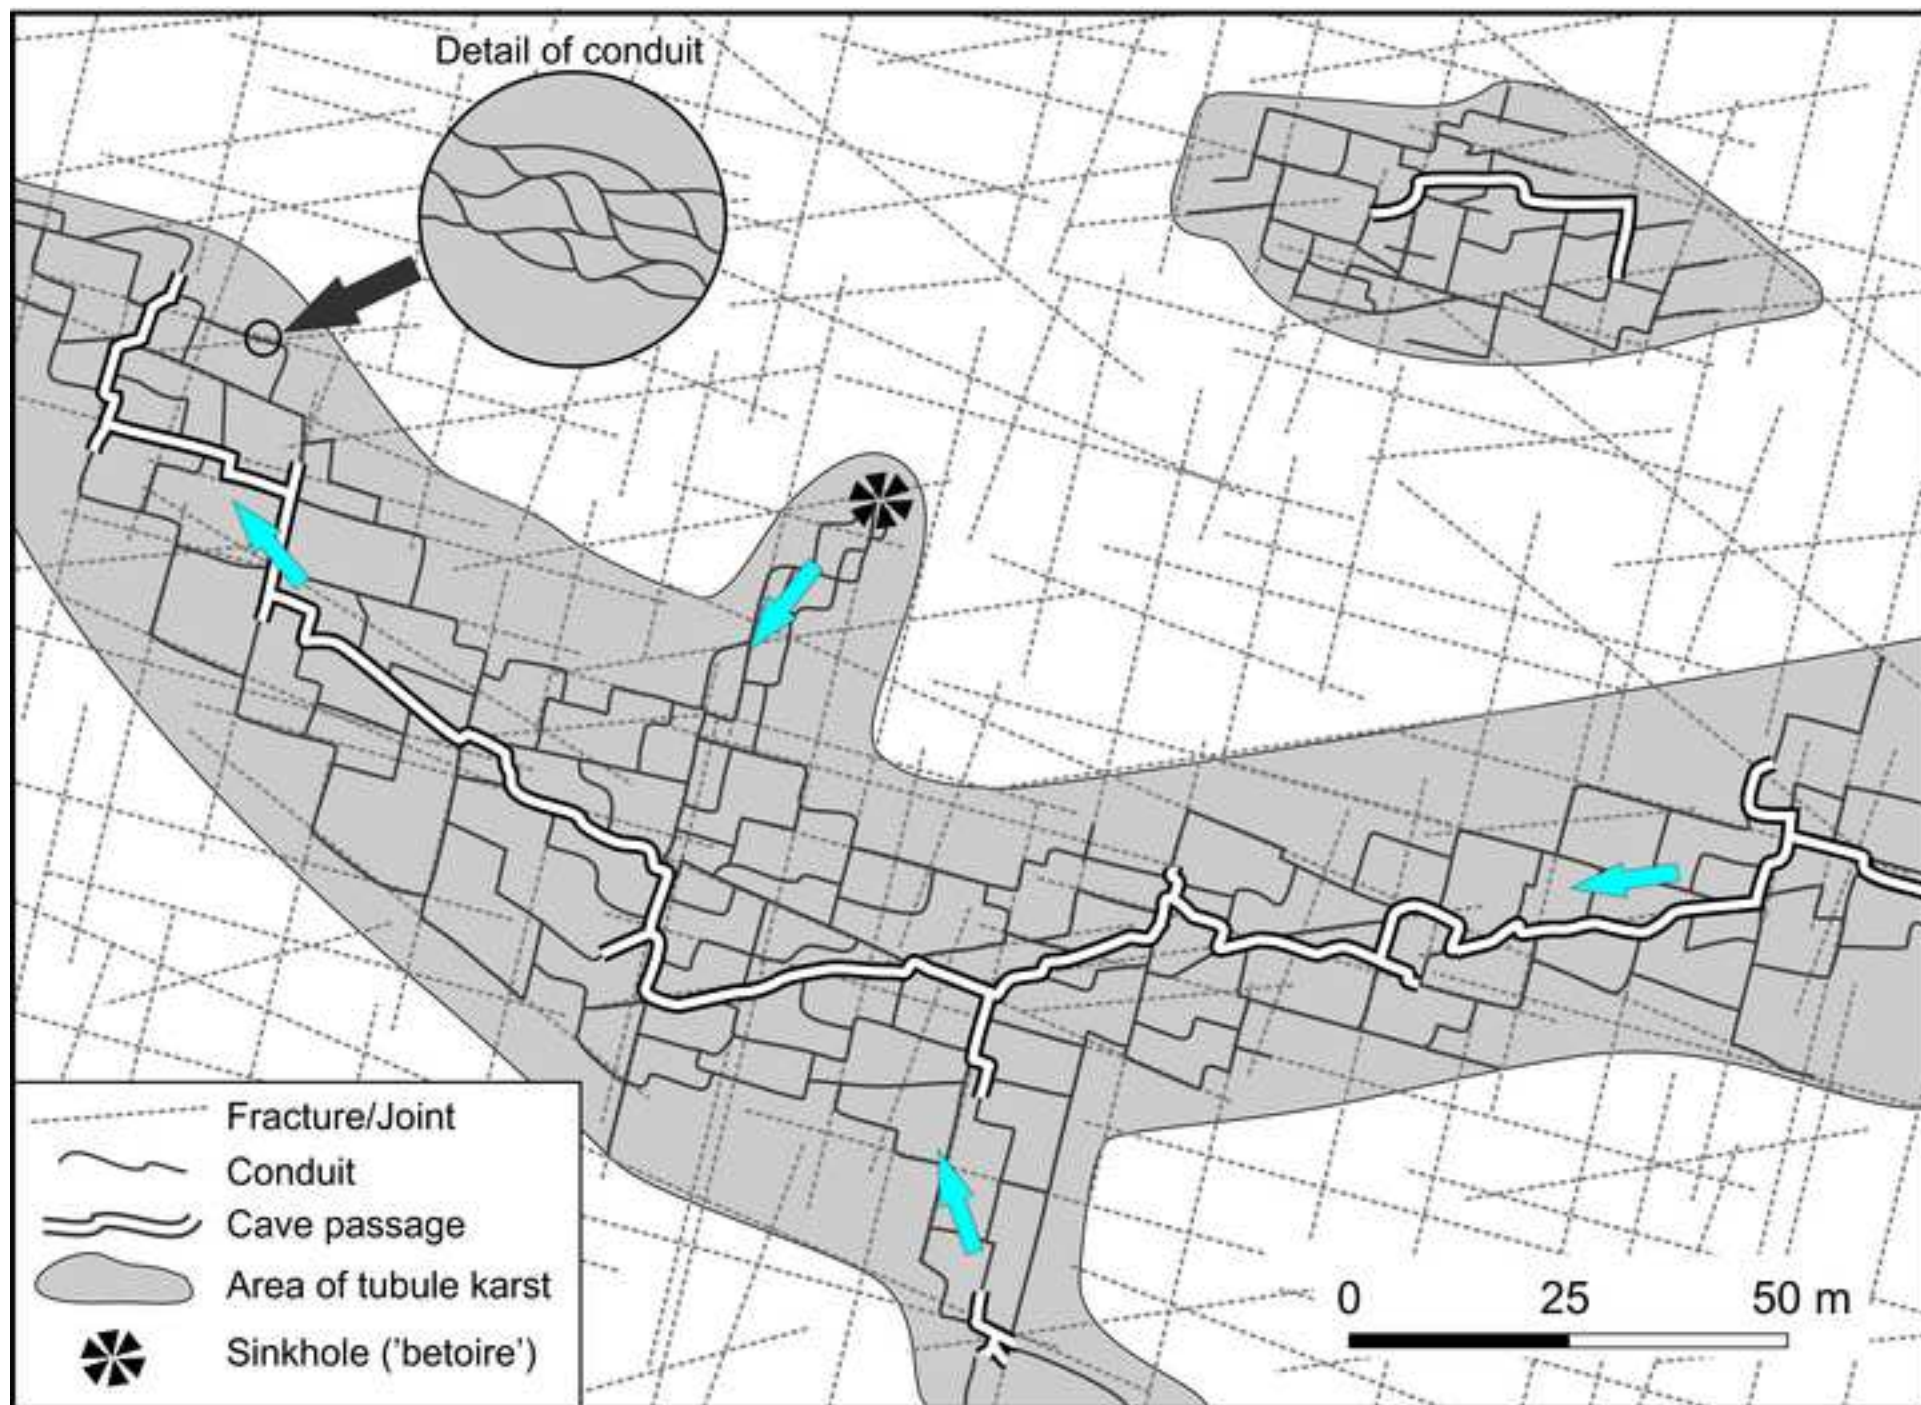 Detail of conduit
Fracture/Joint
Conduit
Cave passage
Area of tubule karst
Sinkhole ('betoire')
0 25 50 m